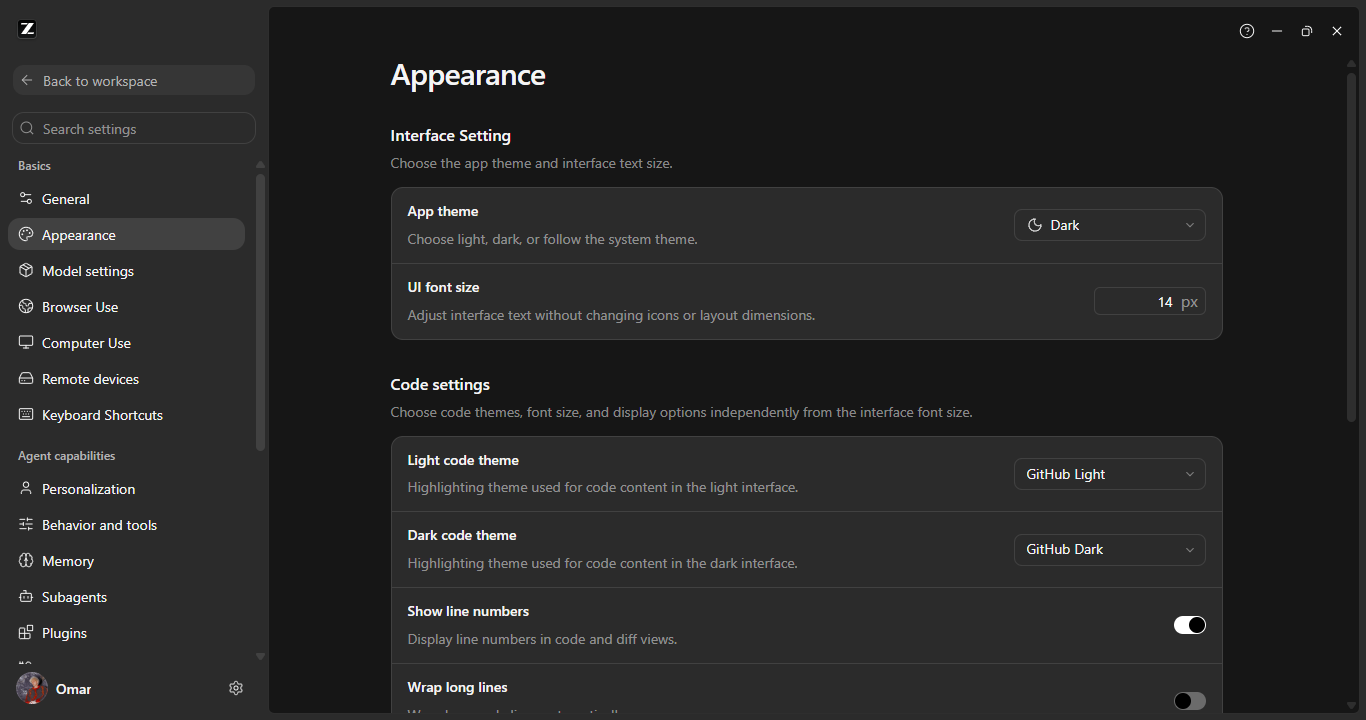 Z
Back to workspace
Search settings
Basics
General
Appearance
Model settings
Browser Use
Computer Use
Remote devices
Keyboard Shortcuts
Agent capabilities
Personalization
Behavior and tools
Memory
Subagents
Plugins
Omar
Appearance
Interface Setting
Choose the app theme and interface text size.
App theme
Choose light, dark, or follow the system theme.
Dark
UI font size
Adjust interface text without changing icons or layout dimensions.
14 px
Code settings
Choose code themes, font size, and display options independently from the interface font size.
Light code theme
Highlighting theme used for code content in the light interface.
GitHub Light
Dark code theme
Highlighting theme used for code content in the dark interface.
GitHub Dark
Show line numbers
Display line numbers in code and diff views.
Wrap long lines